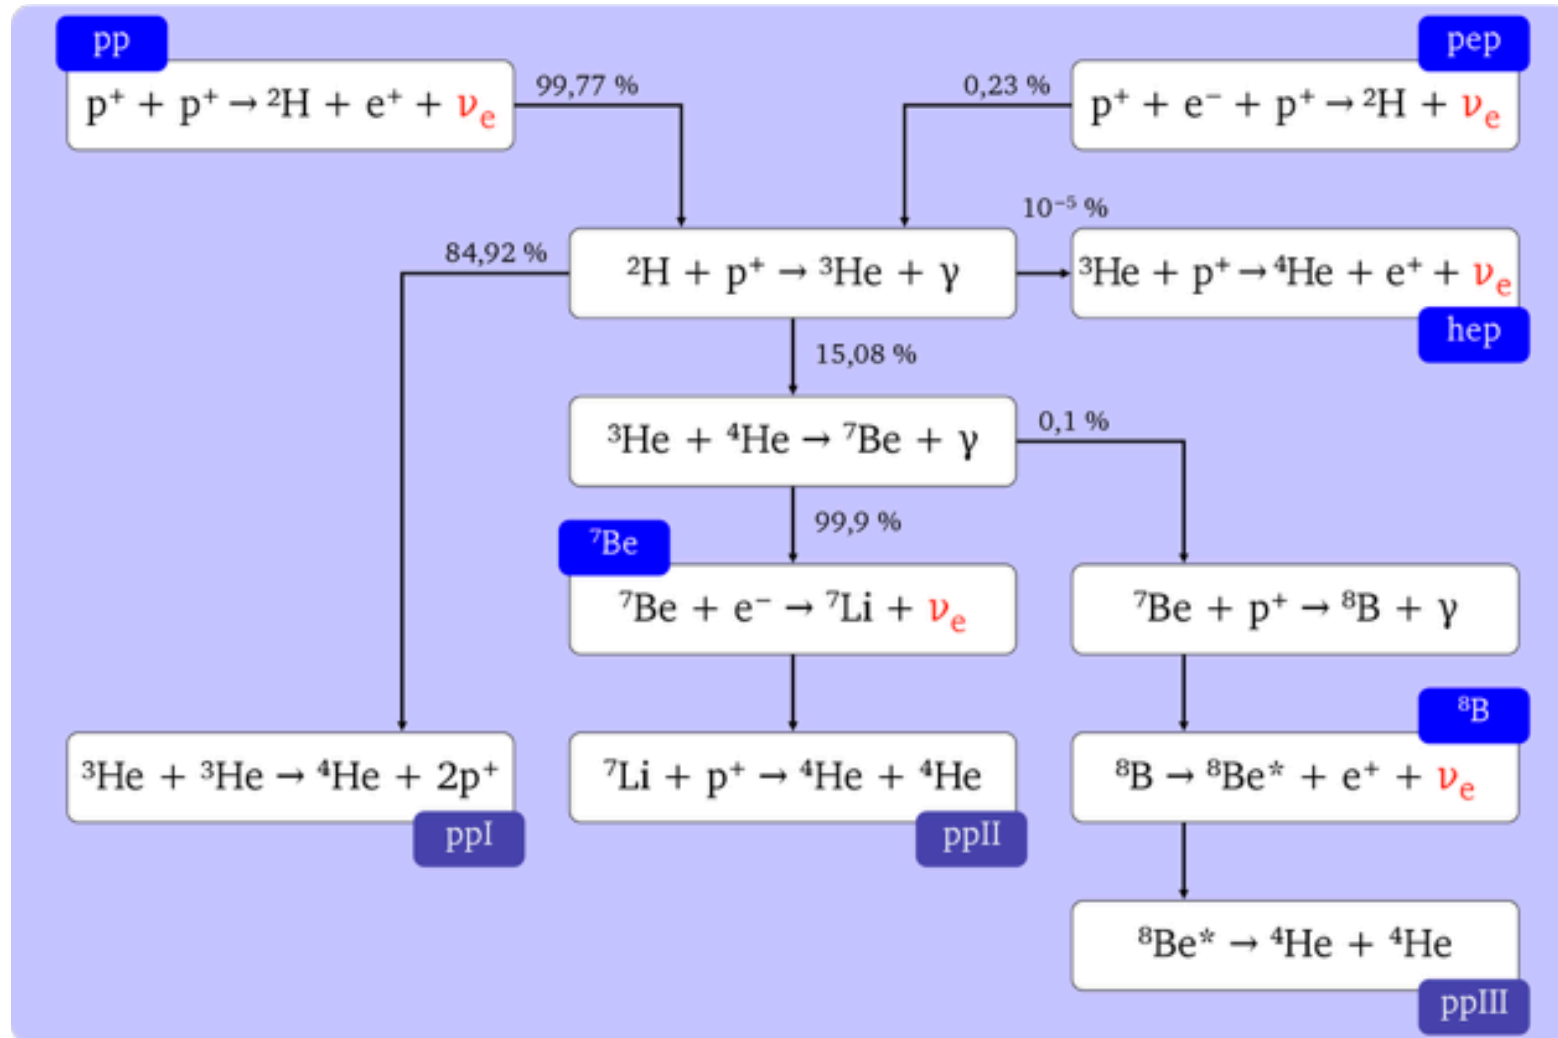 pp
pep
p⁺ + p⁺ → ²H + e⁺ + νₑ
99,77 %
0,23 %
p⁺ + e⁻ + p⁺ → ²H + νₑ
10⁻⁵ %
84,92 %
²H + p⁺ → ³He + γ
³He + p⁺ → ⁴He + e⁺ + νₑ
hep
15,08 %
³He + ⁴He → ⁷Be + γ
0,1 %
99,9 %
⁷Be
⁷Be + e⁻ → ⁷Li + νₑ
⁷Be + p⁺ → ⁸B + γ
⁸B
³He + ³He → ⁴He + 2p⁺
⁷Li + p⁺ → ⁴He + ⁴He
⁸B → ⁸Be* + e⁺ + νₑ
ppI
ppII
⁸Be* → ⁴He + ⁴He
ppIII